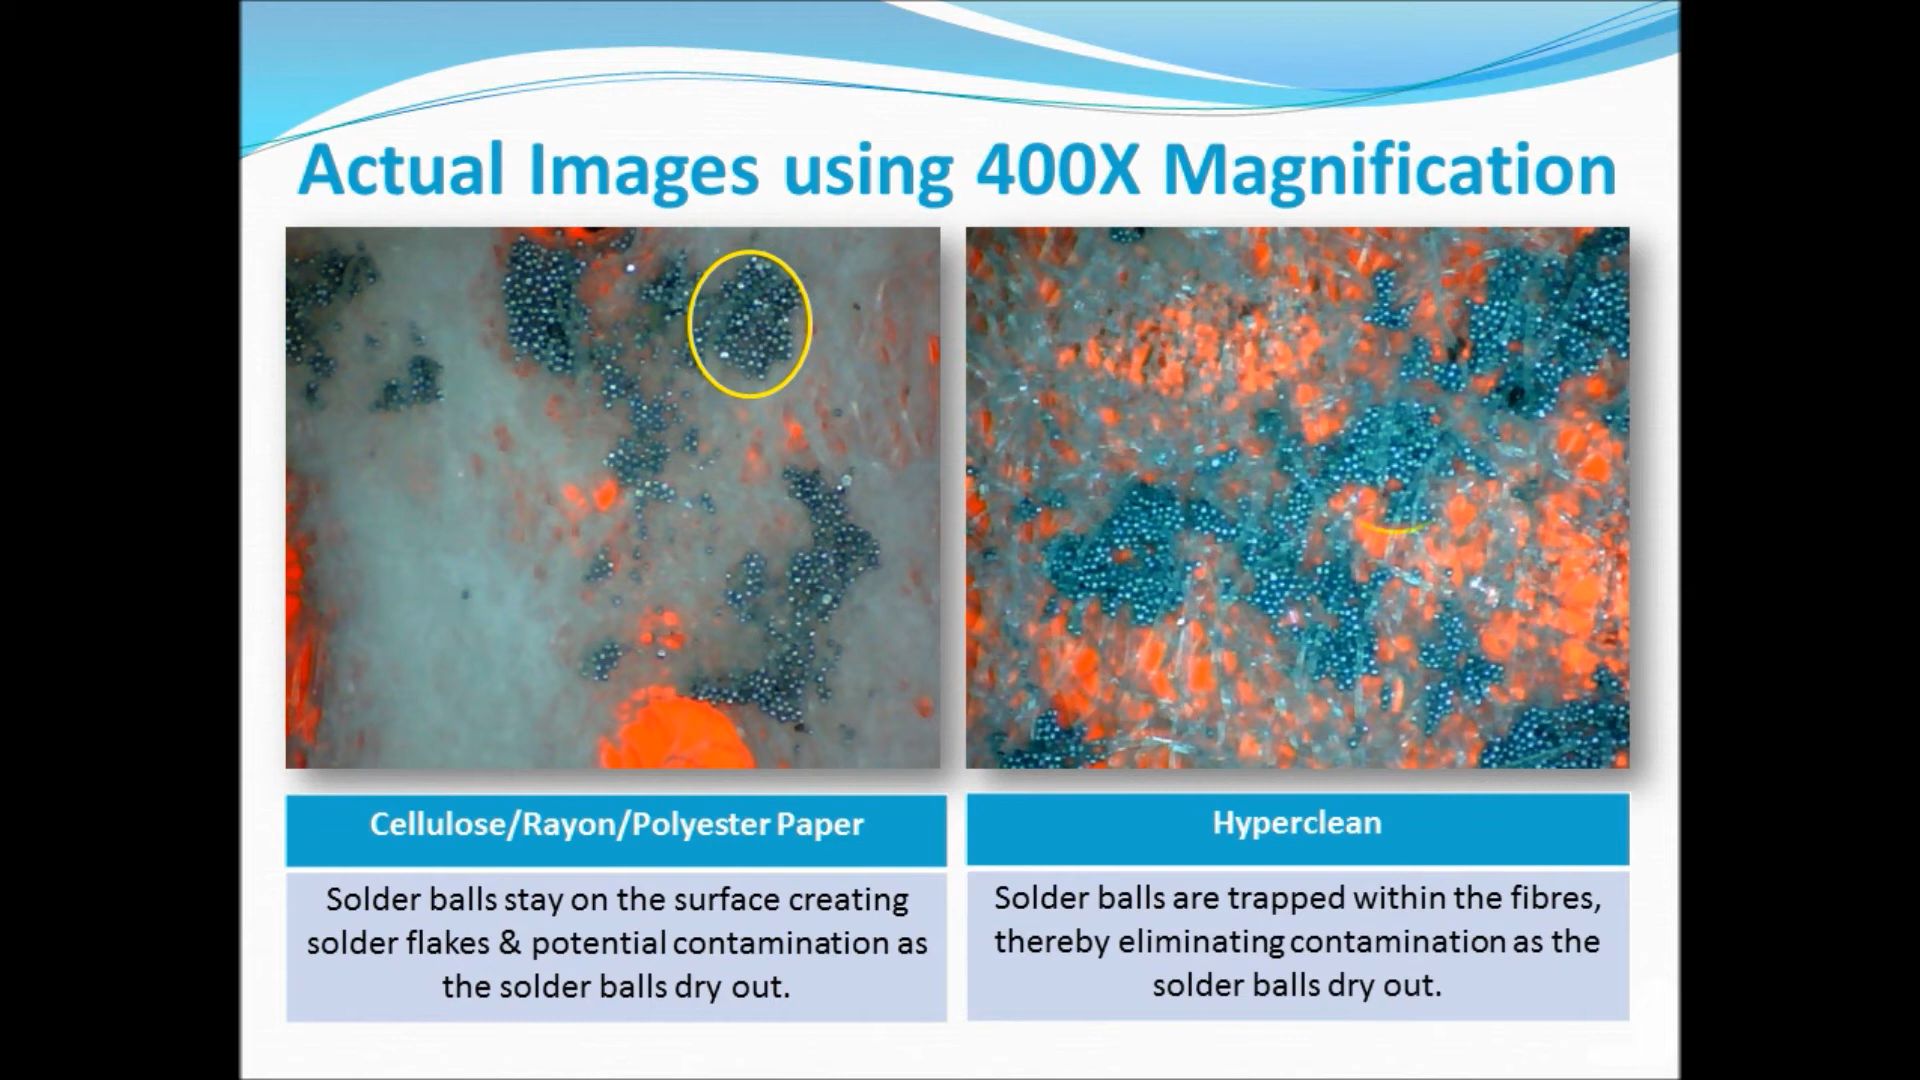 Actual Images using 400X Magnification
Cellulose/Rayon/Polyester Paper
Solder balls stay on the surface creating
solder flakes & potential contamination as
the solder balls dry out.
Hyperclean
Solder balls are trapped within the fibres,
thereby eliminating contamination as the
solder balls dry out.